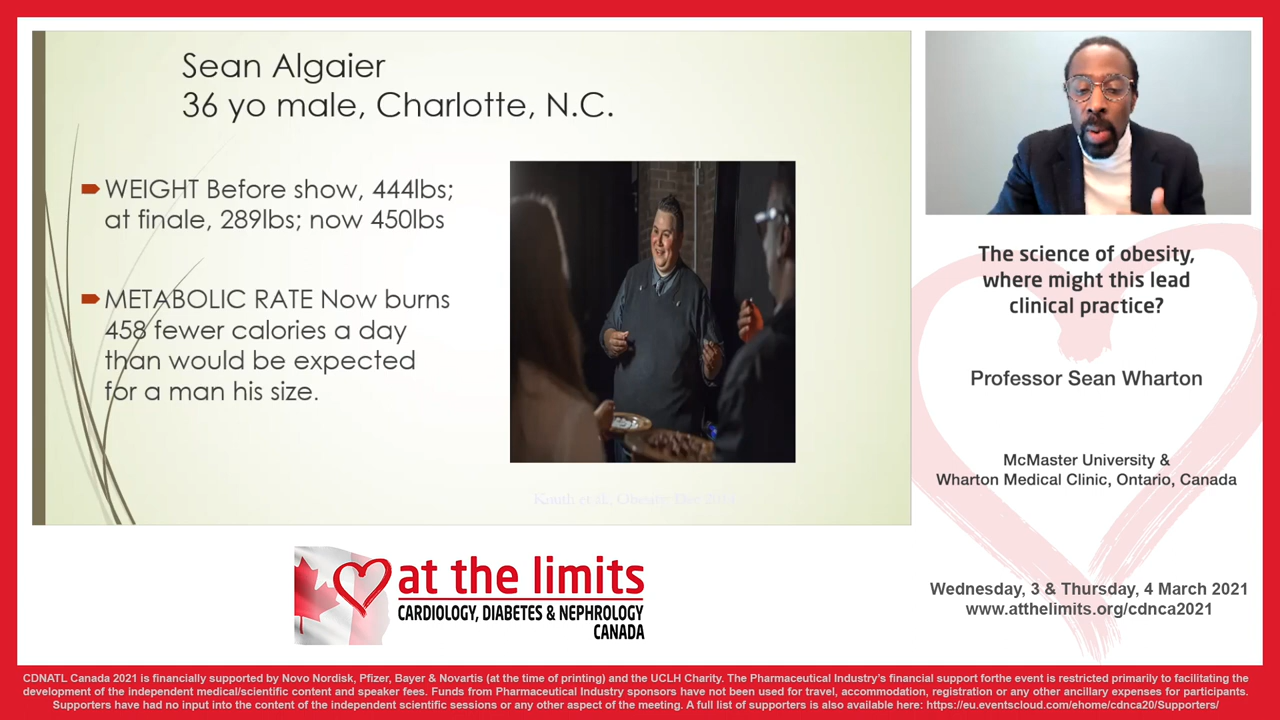 Sean Algaier
36 yo male, Charlotte, N.C.
WEIGHT Before show, 444lbs;
at finale, 289lbs; now 450lbs
METABOLIC RATE Now burns
458 fewer calories a day
than would be expected
for a man his size.
et al., Obesity Dec
The science of obesity,
where might this lead
clinical practice?
Professor Sean Wharton
McMaster University &
Wharton Medical Clinic, Ontario, Canada
Wednesday, 3 & Thursday, 4 March 2021
www.atthelimits.org/cdnca2021
at the limits
CARDIOLOGY, DIABETES & NEPHROLOGY
CANADA
CDNATL Canada 2021 is financially supported by Novo Nordisk, Pfizer, Bayer & Novartis (at the time of printing) and the UCLH Charity. The Pharmaceutical Industry's financial support forthe event is restricted primarily to facilitating the
development of the independent medical/scientific content and speaker fees. Funds from Pharmaceutical Industry sponsors have not been used for travel, accommodation, registration or any other ancillary expenses for participants.
Supporters have had no input into the content of the independent scientific sessions or any other aspect of the meeting. A full list of supporters is also available here: https://eu.eventscloud.com/ehome/cdnca20/Supporters/